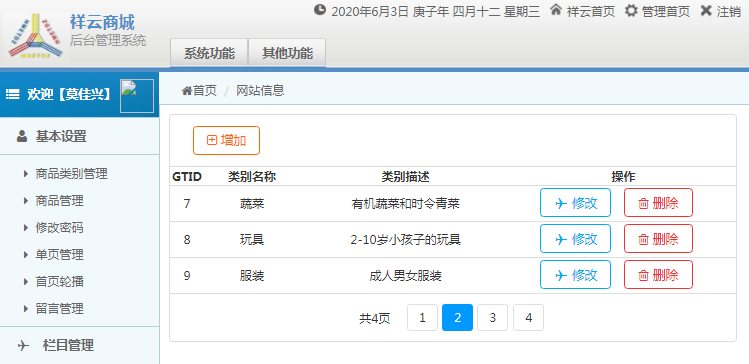 祥云商城
后台管理系统
2020年6月3日 庚子年 四月十二 星期三 祥云首页 管理首页 注销
系统功能 其他功能
欢迎【莫佳兴】
首页 / 网站信息
基本设置
商品类别管理
商品管理
修改密码
单页管理
首页轮播
留言管理
栏目管理
增加
GTID 类别名称 类别描述 操作
7 蔬菜 有机蔬菜和时令青菜 修改 删除
8 玩具 2-10岁小孩子的玩具 修改 删除
9 服装 成人男女服装 修改 删除
共4页 1 2 3 4